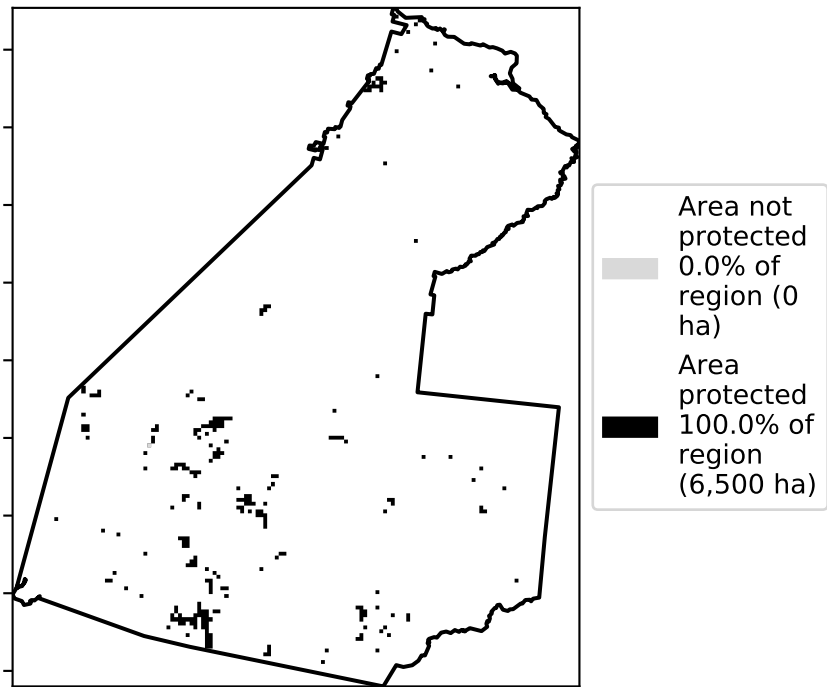 Area not
protected
0.0% of
region (0
ha)
Area
protected
100.0% of
region
(6,500 ha)